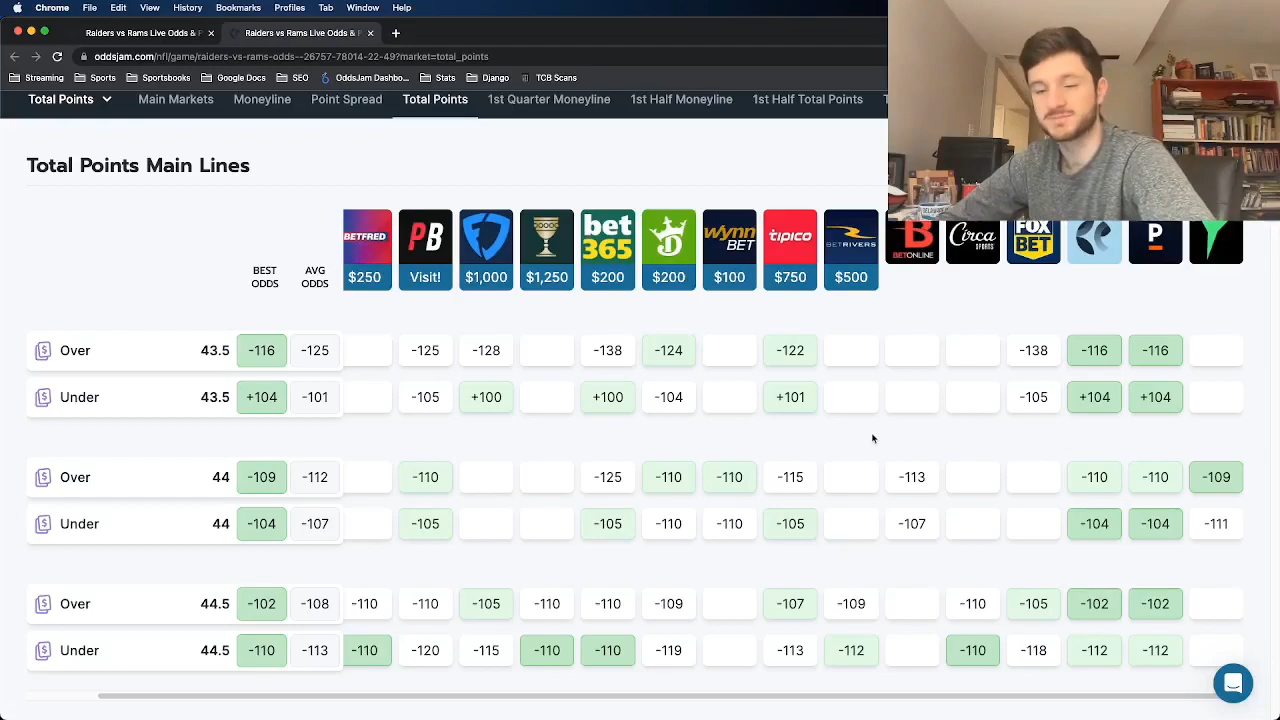 Chrome File Edit View History Bookmarks Profiles Tab Window Help
Raiders vs Rams Live Odds & F Raiders vs Rams Live Odds & F
oddsjam.com/nfl/game/raiders-vs-rams-odds--26757-78014-22-49?market=total_points
Streaming Sports Sportsbooks Google Docs SEO OddsJam Dashbo... Stats Django TCB Scans
Total Points Main Markets Moneyline Point Spread Total Points 1st Quarter Moneyline 1st Half Moneyline 1st Half Total Points
Total Points Main Lines
BETFRED PB bet365 WynnBET tipico BETRIVERS BETONLINE Circa SPORTS FOX BET P
BEST ODDS AVG ODDS $250 Visit! $1,000 $1,250 $200 $200 $100 $750 $500
Over 43.5 -116 -125 -125 -128 -138 -124 -122 -138 -116 -116
Under 43.5 +104 -101 -105 +100 +100 -104 +101 -105 +104 +104
Over 44 -109 -112 -110 -125 -110 -110 -115 -113 -110 -110 -109
Under 44 -104 -107 -105 -105 -110 -110 -105 -107 -104 -104 -111
Over 44.5 -102 -108 -110 -110 -105 -110 -110 -109 -107 -109 -110 -105 -102 -102
Under 44.5 -110 -113 -110 -120 -115 -110 -110 -119 -113 -112 -110 -118 -112 -112